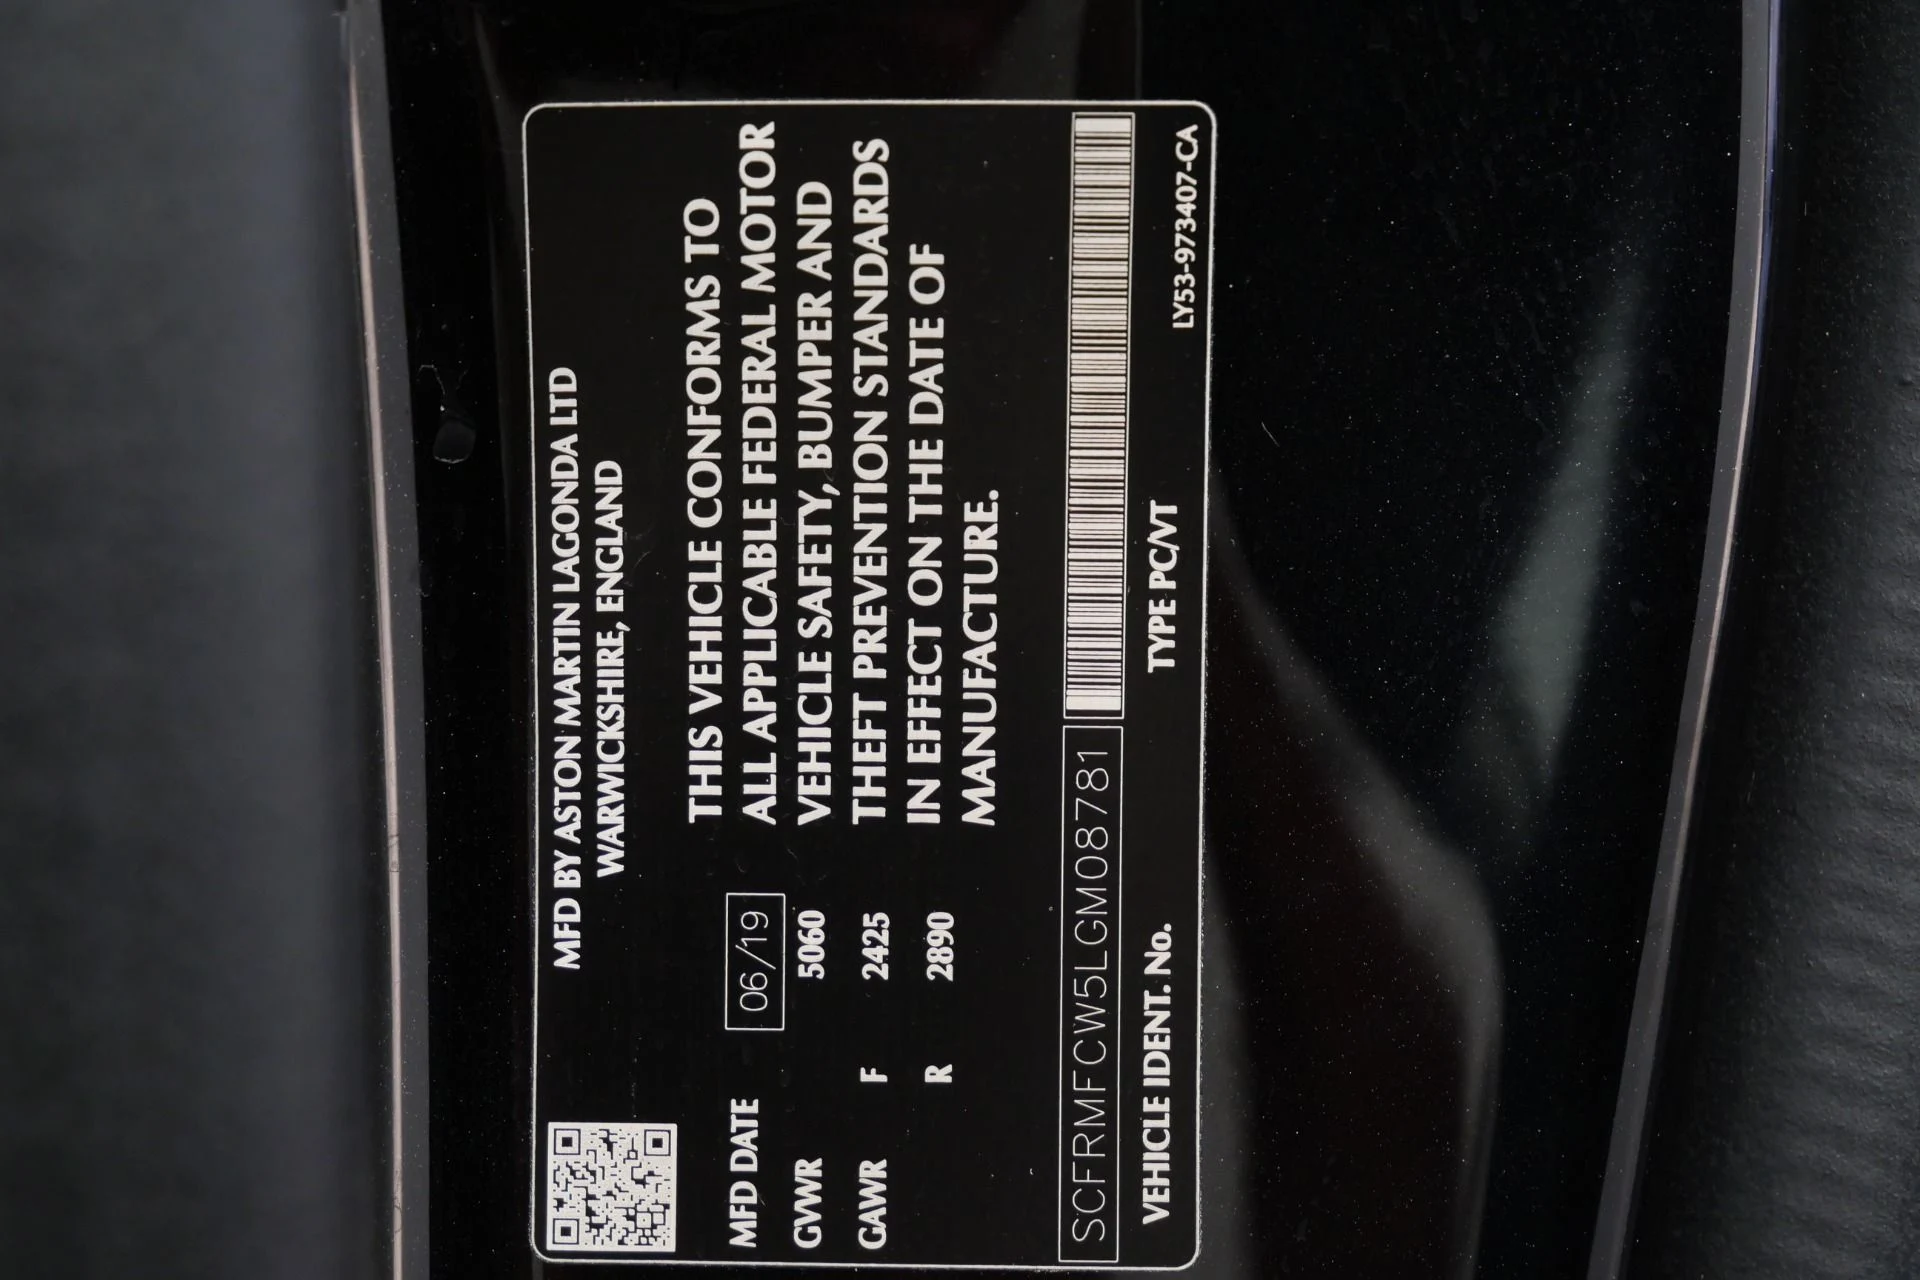 MFD BY ASTON MARTIN LAGONDA LTD
WARWICKSHIRE, ENGLAND
THIS VEHICLE CONFORMS TO
ALL APPLICABLE FEDERAL MOTOR
VEHICLE SAFETY, BUMPER AND
THEFT PREVENTION STANDARDS
IN EFFECT ON THE DATE OF
MANUFACTURE.
MFD DATE 06/19
GVWR 5060
GAWR F 2425
R 2890
SCFRMFCW5LGM08781
VEHICLE IDENT. No. TYPE PC/VT
LY53-973407-CA